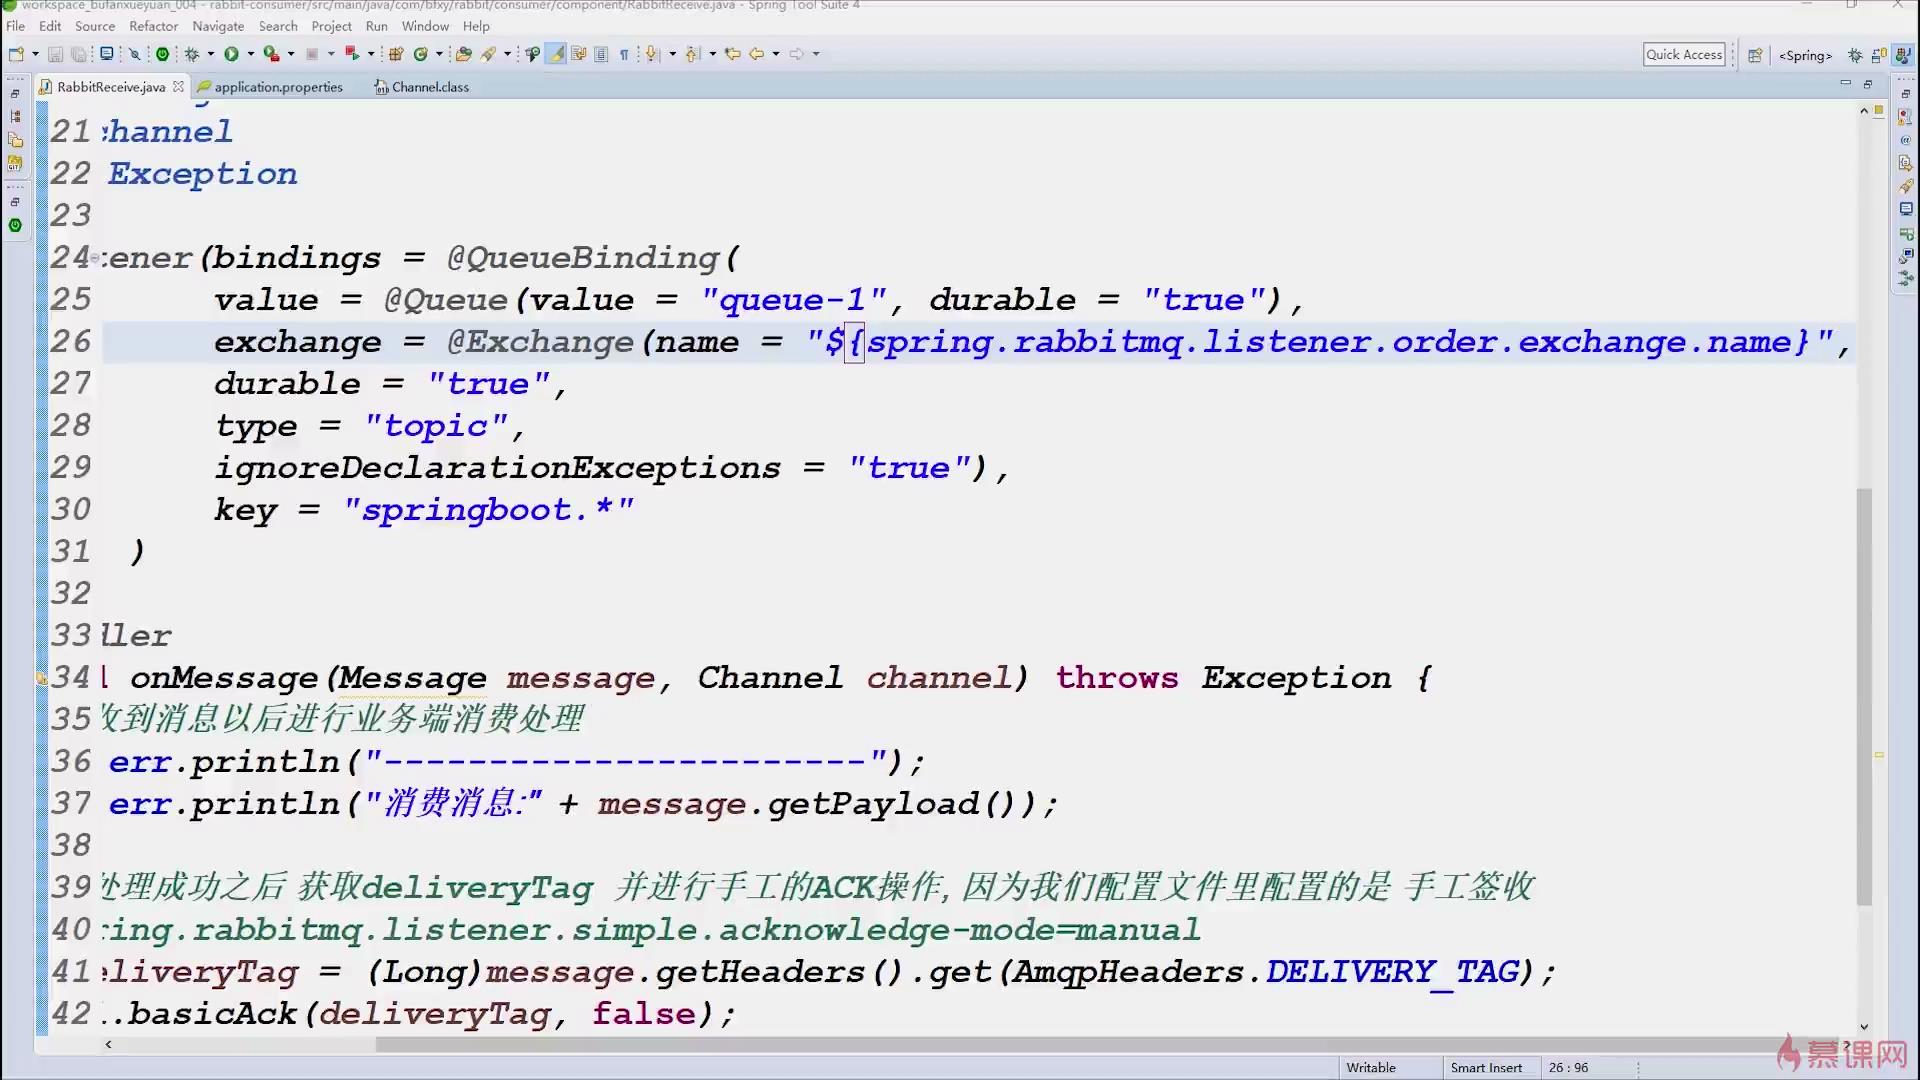 workspace_bufanxueyuan_004 - rabbit-consumer/src/main/java/com/bfxy/rabbit/consumer/component/RabbitReceive.java - Spring Tool Suite 4
File Edit Source Refactor Navigate Search Project Run Window Help
Quick Access <Spring>
RabbitReceive.java application.properties Channel.class
21 channel
22 Exception
23
24 tener(bindings = @QueueBinding(
25 value = @Queue(value = "queue-1", durable = "true"),
26 exchange = @Exchange(name = "${spring.rabbitmq.listener.order.exchange.name}",
27 durable = "true",
28 type = "topic",
29 ignoreDeclarationExceptions = "true"),
30 key = "springboot.*"
31 )
32
33 dler
34 l onMessage(Message message, Channel channel) throws Exception {
35 收到消息以后进行业务端消费处理
36 err.println("-----------------------");
37 err.println("消费消息:" + message.getPayload());
38
39 处理成功之后 获取deliveryTag 并进行手工的ACK操作, 因为我们配置文件里配置的是 手工签收
40 ring.rabbitmq.listener.simple.acknowledge-mode=manual
41 eliveryTag = (Long)message.getHeaders().get(AmqpHeaders.DELIVERY_TAG);
42 .basicAck(deliveryTag, false);
Writable Smart Insert 26 : 96
慕课网